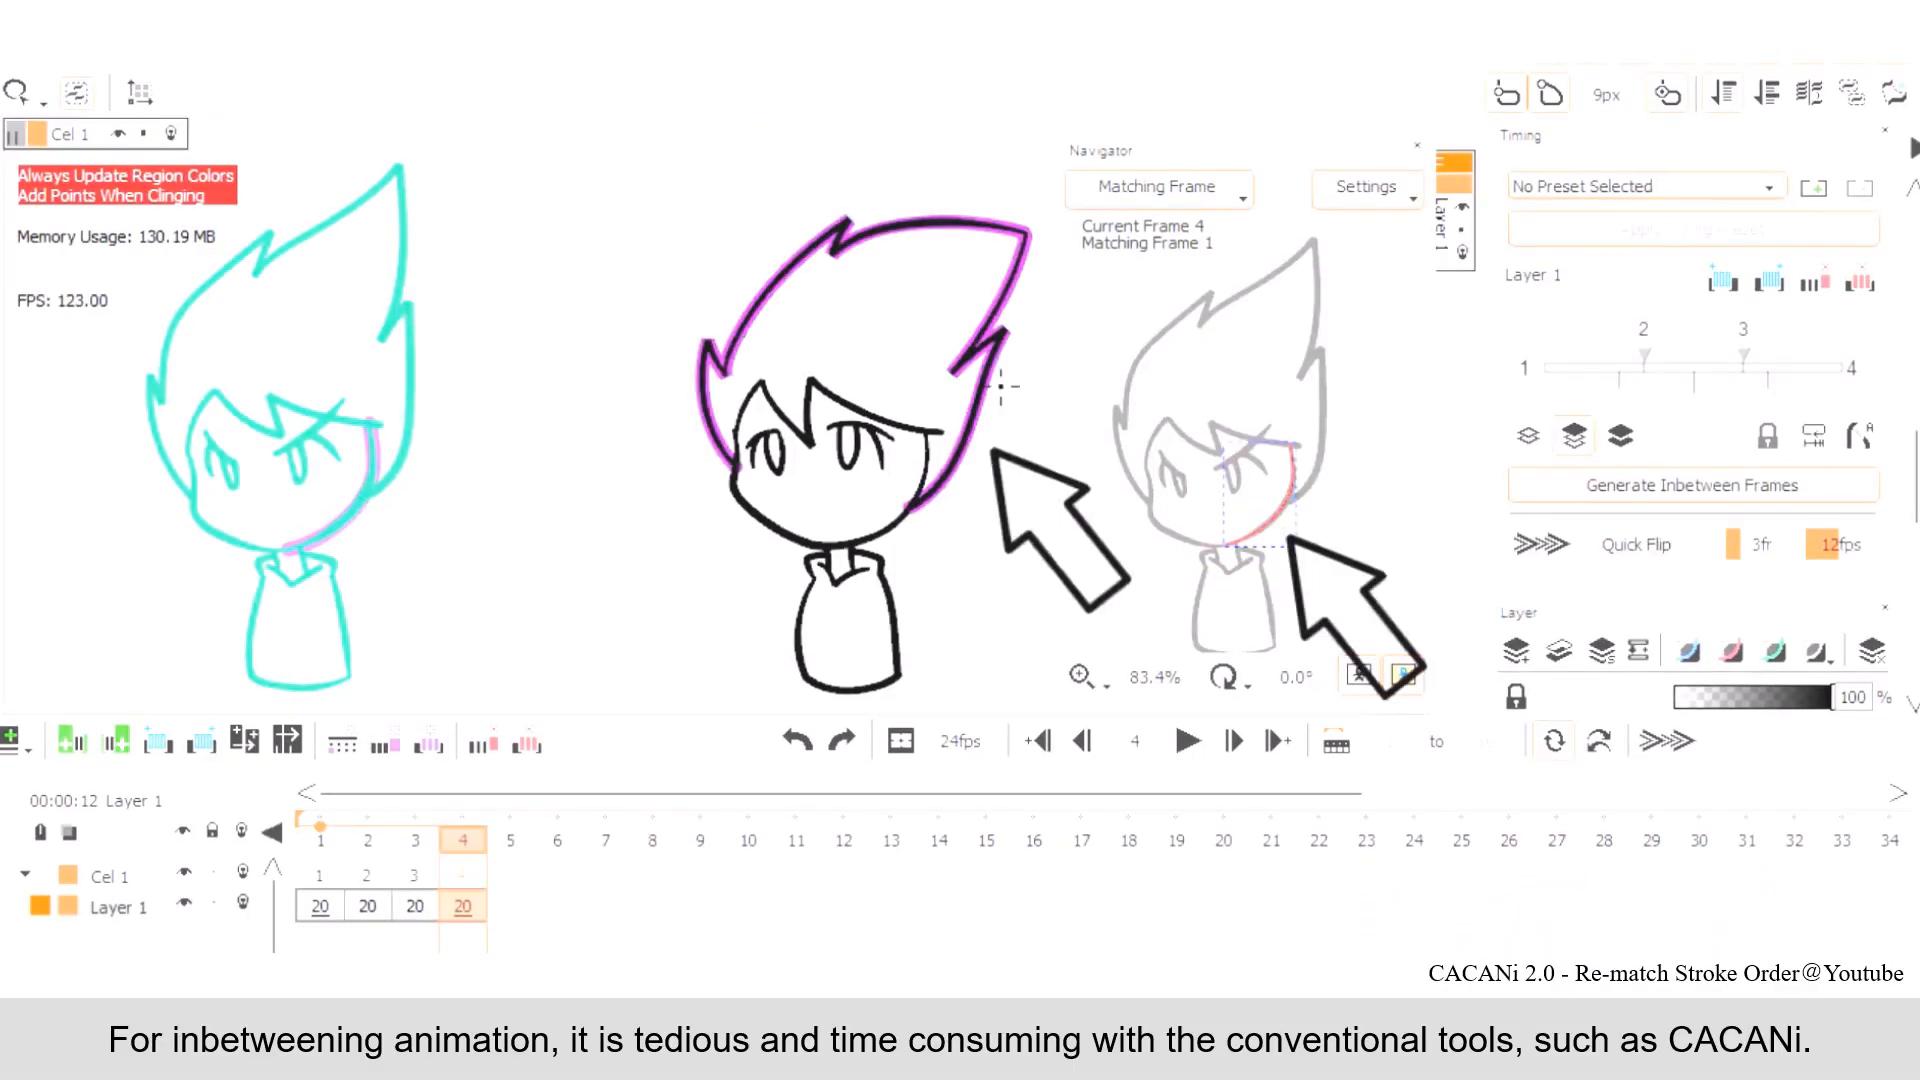 9px
Cel 1
Timing
Navigator
Always Update Region Colors
Add Points When Clinging
Matching Frame
Settings
No Preset Selected
Current Frame 4
Matching Frame 1
Layer 1
Memory Usage: 130.19 MB
Layer 1
FPS: 123.00
2 3
1 4
Generate Inbetween Frames
Quick Flip 3fr 12fps
Layer
83.4% 0.0°
100 %
24fps 4 to
00:00:12 Layer 1
1 2 3 4 5 6 7 8 9 10 11 12 13 14 15 16 17 18 19 20 21 22 23 24 25 26 27 28 29 30 31 32 33 34
Cel 1 1 2 3 -
Layer 1 20 20 20 20
CACANi 2.0 - Re-match Stroke Order@Youtube
For inbetweening animation, it is tedious and time consuming with the conventional tools, such as CACANi.